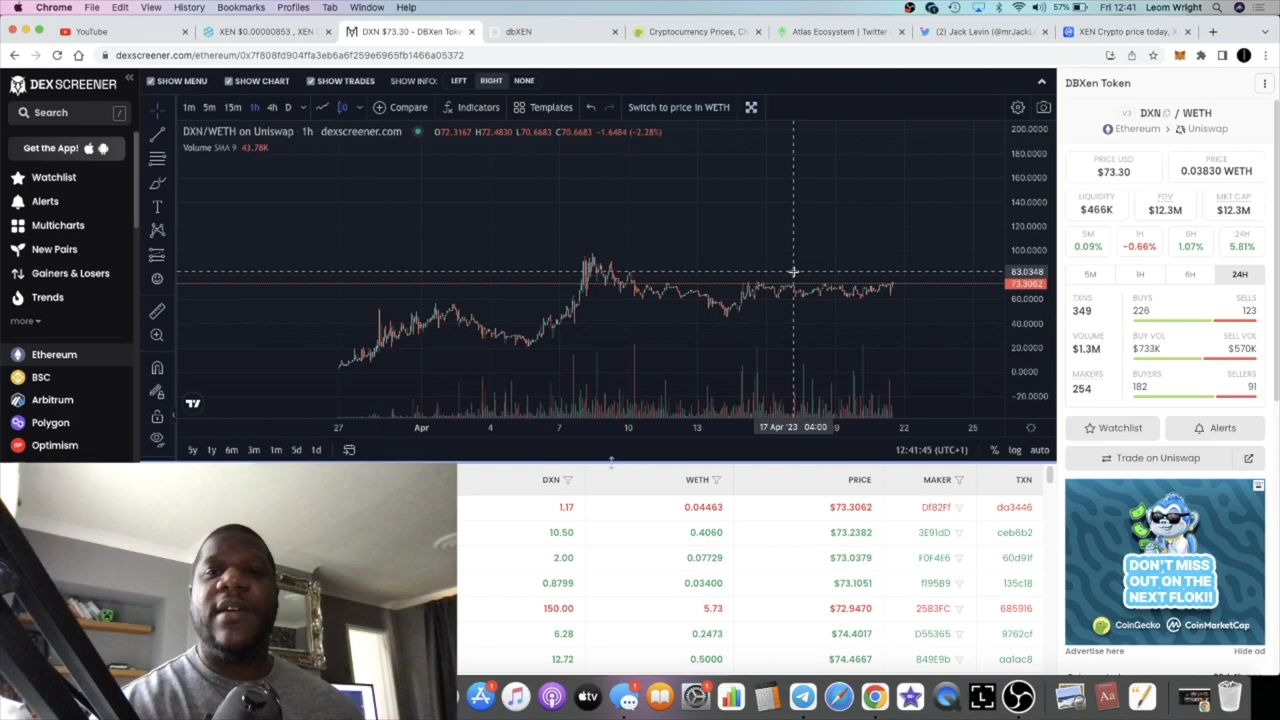 Chrome File Edit View History Bookmarks Profiles Tab Window Help 57% Fri 12:41 Leom Wright
YouTube XEN $0.00000853 , XEN DXN $73.30 - DBXen Tok dbXEN Cryptocurrency Prices, Ch Atlas Ecosystem | Twitter (2) Jack Levin (@mrJackL XEN Crypto price today, X
dexscreener.com/ethereum/0x7f808fd904ffa3eb6a6f259e6965fb1466a05372
DEX SCREENER
Search /
Get the App!
Watchlist
Alerts
Multicharts
New Pairs
Gainers & Losers
Trends
more
Ethereum
BSC
Arbitrum
Polygon
Optimism
SHOW MENU SHOW CHART SHOW TRADES SHOW INFO: LEFT RIGHT NONE
1m 5m 15m 1h 4h D Compare Indicators Templates Switch to price in WETH
DXN/WETH on Uniswap · 1h · dexscreener.com O72.3167 H72.4830 L70.6683 C70.6683 −1.6484 (−2.28%)
Volume SMA 9 43.78K
200.0000
180.0000
160.0000
140.0000
120.0000
100.0000
83.0348
73.3062
60.0000
40.0000
20.0000
0.0000
−20.0000
27 Apr 4 7 10 13 17 Apr '23 04:00 22 25
5y 1y 6m 3m 1m 5d 1d 12:41:45 (UTC+1) % log auto
DXN WETH PRICE MAKER TXN
1.17 0.04463 $73.3062 Df82Ff da3446
10.50 0.4060 $73.2382 3E91dD ceb6b2
2.00 0.07729 $73.0379 F0F4E6 60d91f
0.8799 0.03400 $73.1051 f195B9 135c18
150.00 5.73 $72.9470 2583FC 685916
6.28 0.2473 $74.4017 D55365 9762cf
12.72 0.5000 $74.4667 B49E9b aa1ac8
DBXen Token
V3 DXN / WETH
Ethereum > Uniswap
PRICE USD PRICE
$73.30 0.03830 WETH
LIQUIDITY FDV MKT CAP
$466K $12.3M $12.3M
5M 1H 6H 24H
0.09% -0.66% 1.07% 5.81%
5M 1H 6H 24H
TXNS BUYS SELLS
349 226 123
VOLUME BUY VOL SELL VOL
$1.3M $733K $570K
MAKERS BUYERS SELLERS
254 182 91
Watchlist Alerts
Trade on Uniswap
DON'T MISS
OUT ON THE
NEXT FLOKI!
CoinGecko CoinMarketCap
Advertise here Hide ad